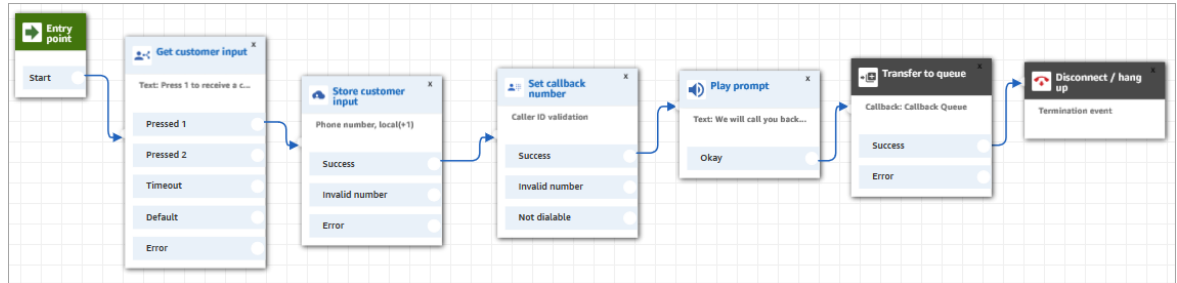 Entry
point
Start
Get customer input
x
Text: Press 1 to receive a c...
Pressed 1
Pressed 2
Timeout
Default
Error
Store customer
input
x
Phone number, local(+1)
Success
Invalid number
Error
Set callback
number
x
Caller ID validation
Success
Invalid number
Not dialable
Play prompt
x
Text: We will call you back...
Okay
Transfer to queue
x
Callback: Callback Queue
Success
Error
Disconnect / hang
up
x
Termination event